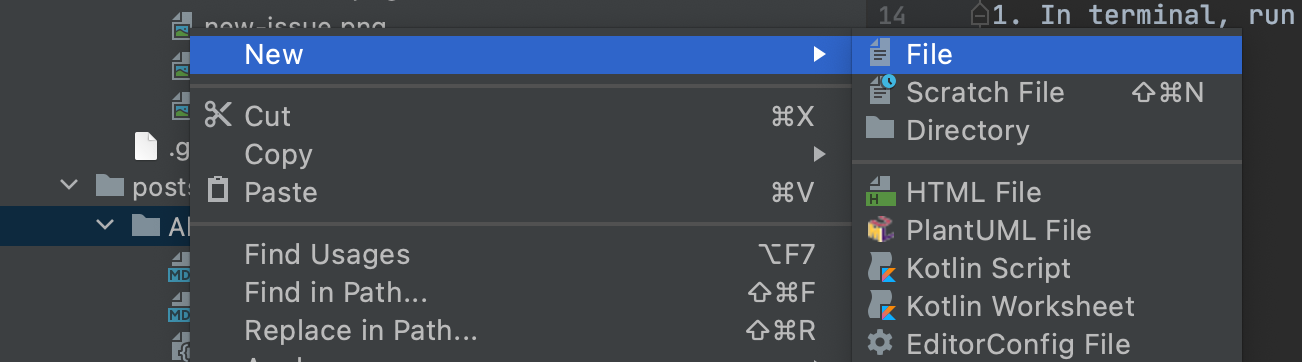 new-issue.png
14 1. In terminal, run
New
File
Cut ⌘X
Scratch File ⇧⌘N
Copy
Directory
Paste ⌘V
.g
posts
HTML File
PlantUML File
Find Usages ⌥F7
Kotlin Script
Find in Path... ⇧⌘F
Kotlin Worksheet
MD
MD
Replace in Path... ⇧⌘R
EditorConfig File